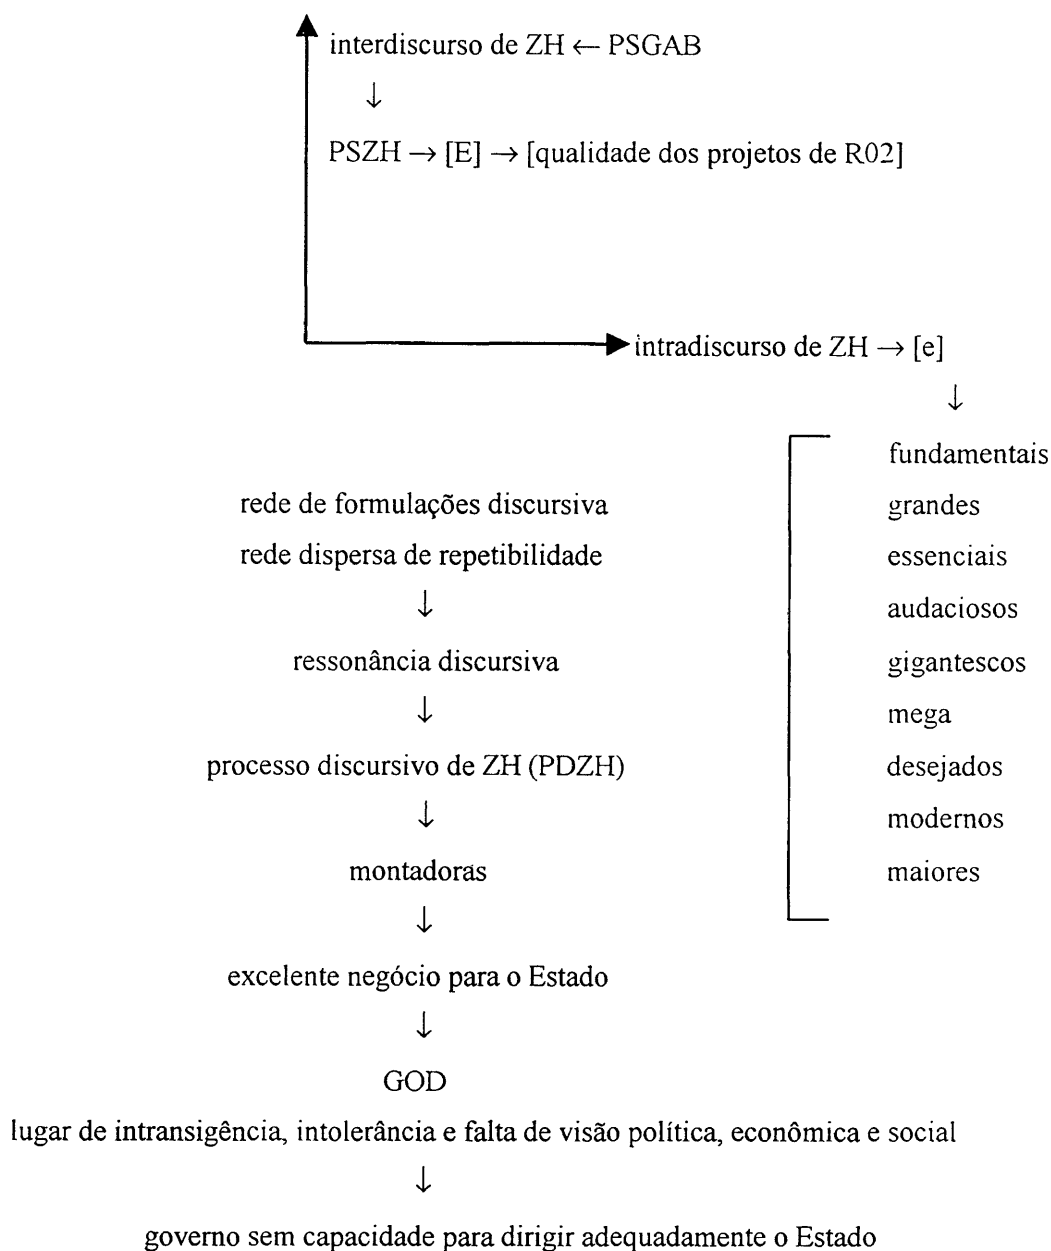 interdiscurso de ZH ← PSGAB
↓
PSZH → [E] → [qualidade dos projetos de R02]
intradiscurso de ZH → [e]
↓
fundamentais
grandes
essenciais
audaciosos
gigantescos
mega
desejados
modernos
maiores
rede de formulações discursiva
rede dispersa de repetibilidade
↓
ressonância discursiva
↓
processo discursivo de ZH (PDZH)
↓
montadoras
↓
excelente negócio para o Estado
↓
GOD
lugar de intransigência, intolerância e falta de visão política, econômica e social
↓
governo sem capacidade para dirigir adequadamente o Estado